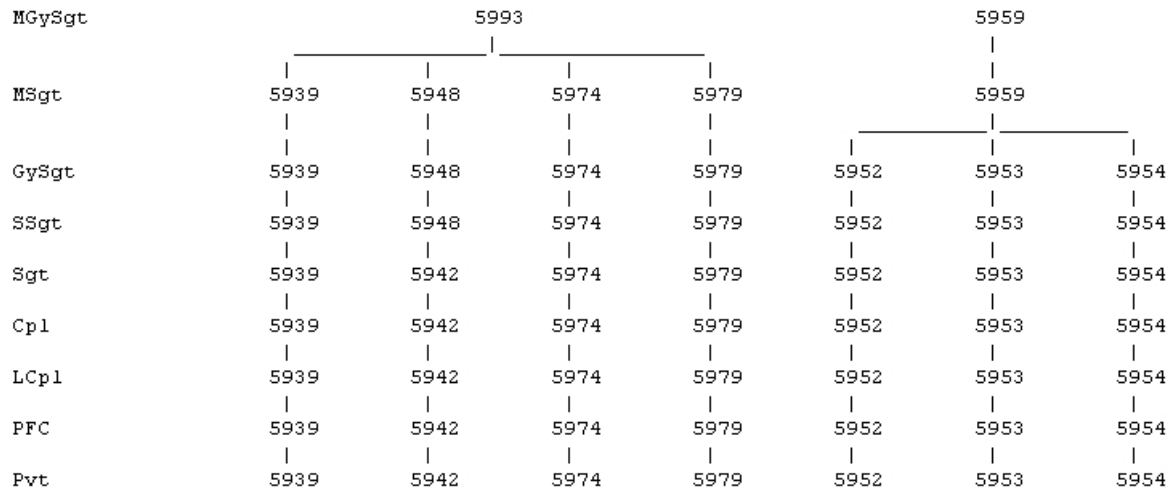 MGySgt 5993 5959
MSgt 5939 5948 5974 5979 5959
GySgt 5939 5948 5974 5979 5952 5953 5954
SSgt 5939 5948 5974 5979 5952 5953 5954
Sgt 5939 5942 5974 5979 5952 5953 5954
Cpl 5939 5942 5974 5979 5952 5953 5954
LCpl 5939 5942 5974 5979 5952 5953 5954
PFC 5939 5942 5974 5979 5952 5953 5954
Pvt 5939 5942 5974 5979 5952 5953 5954